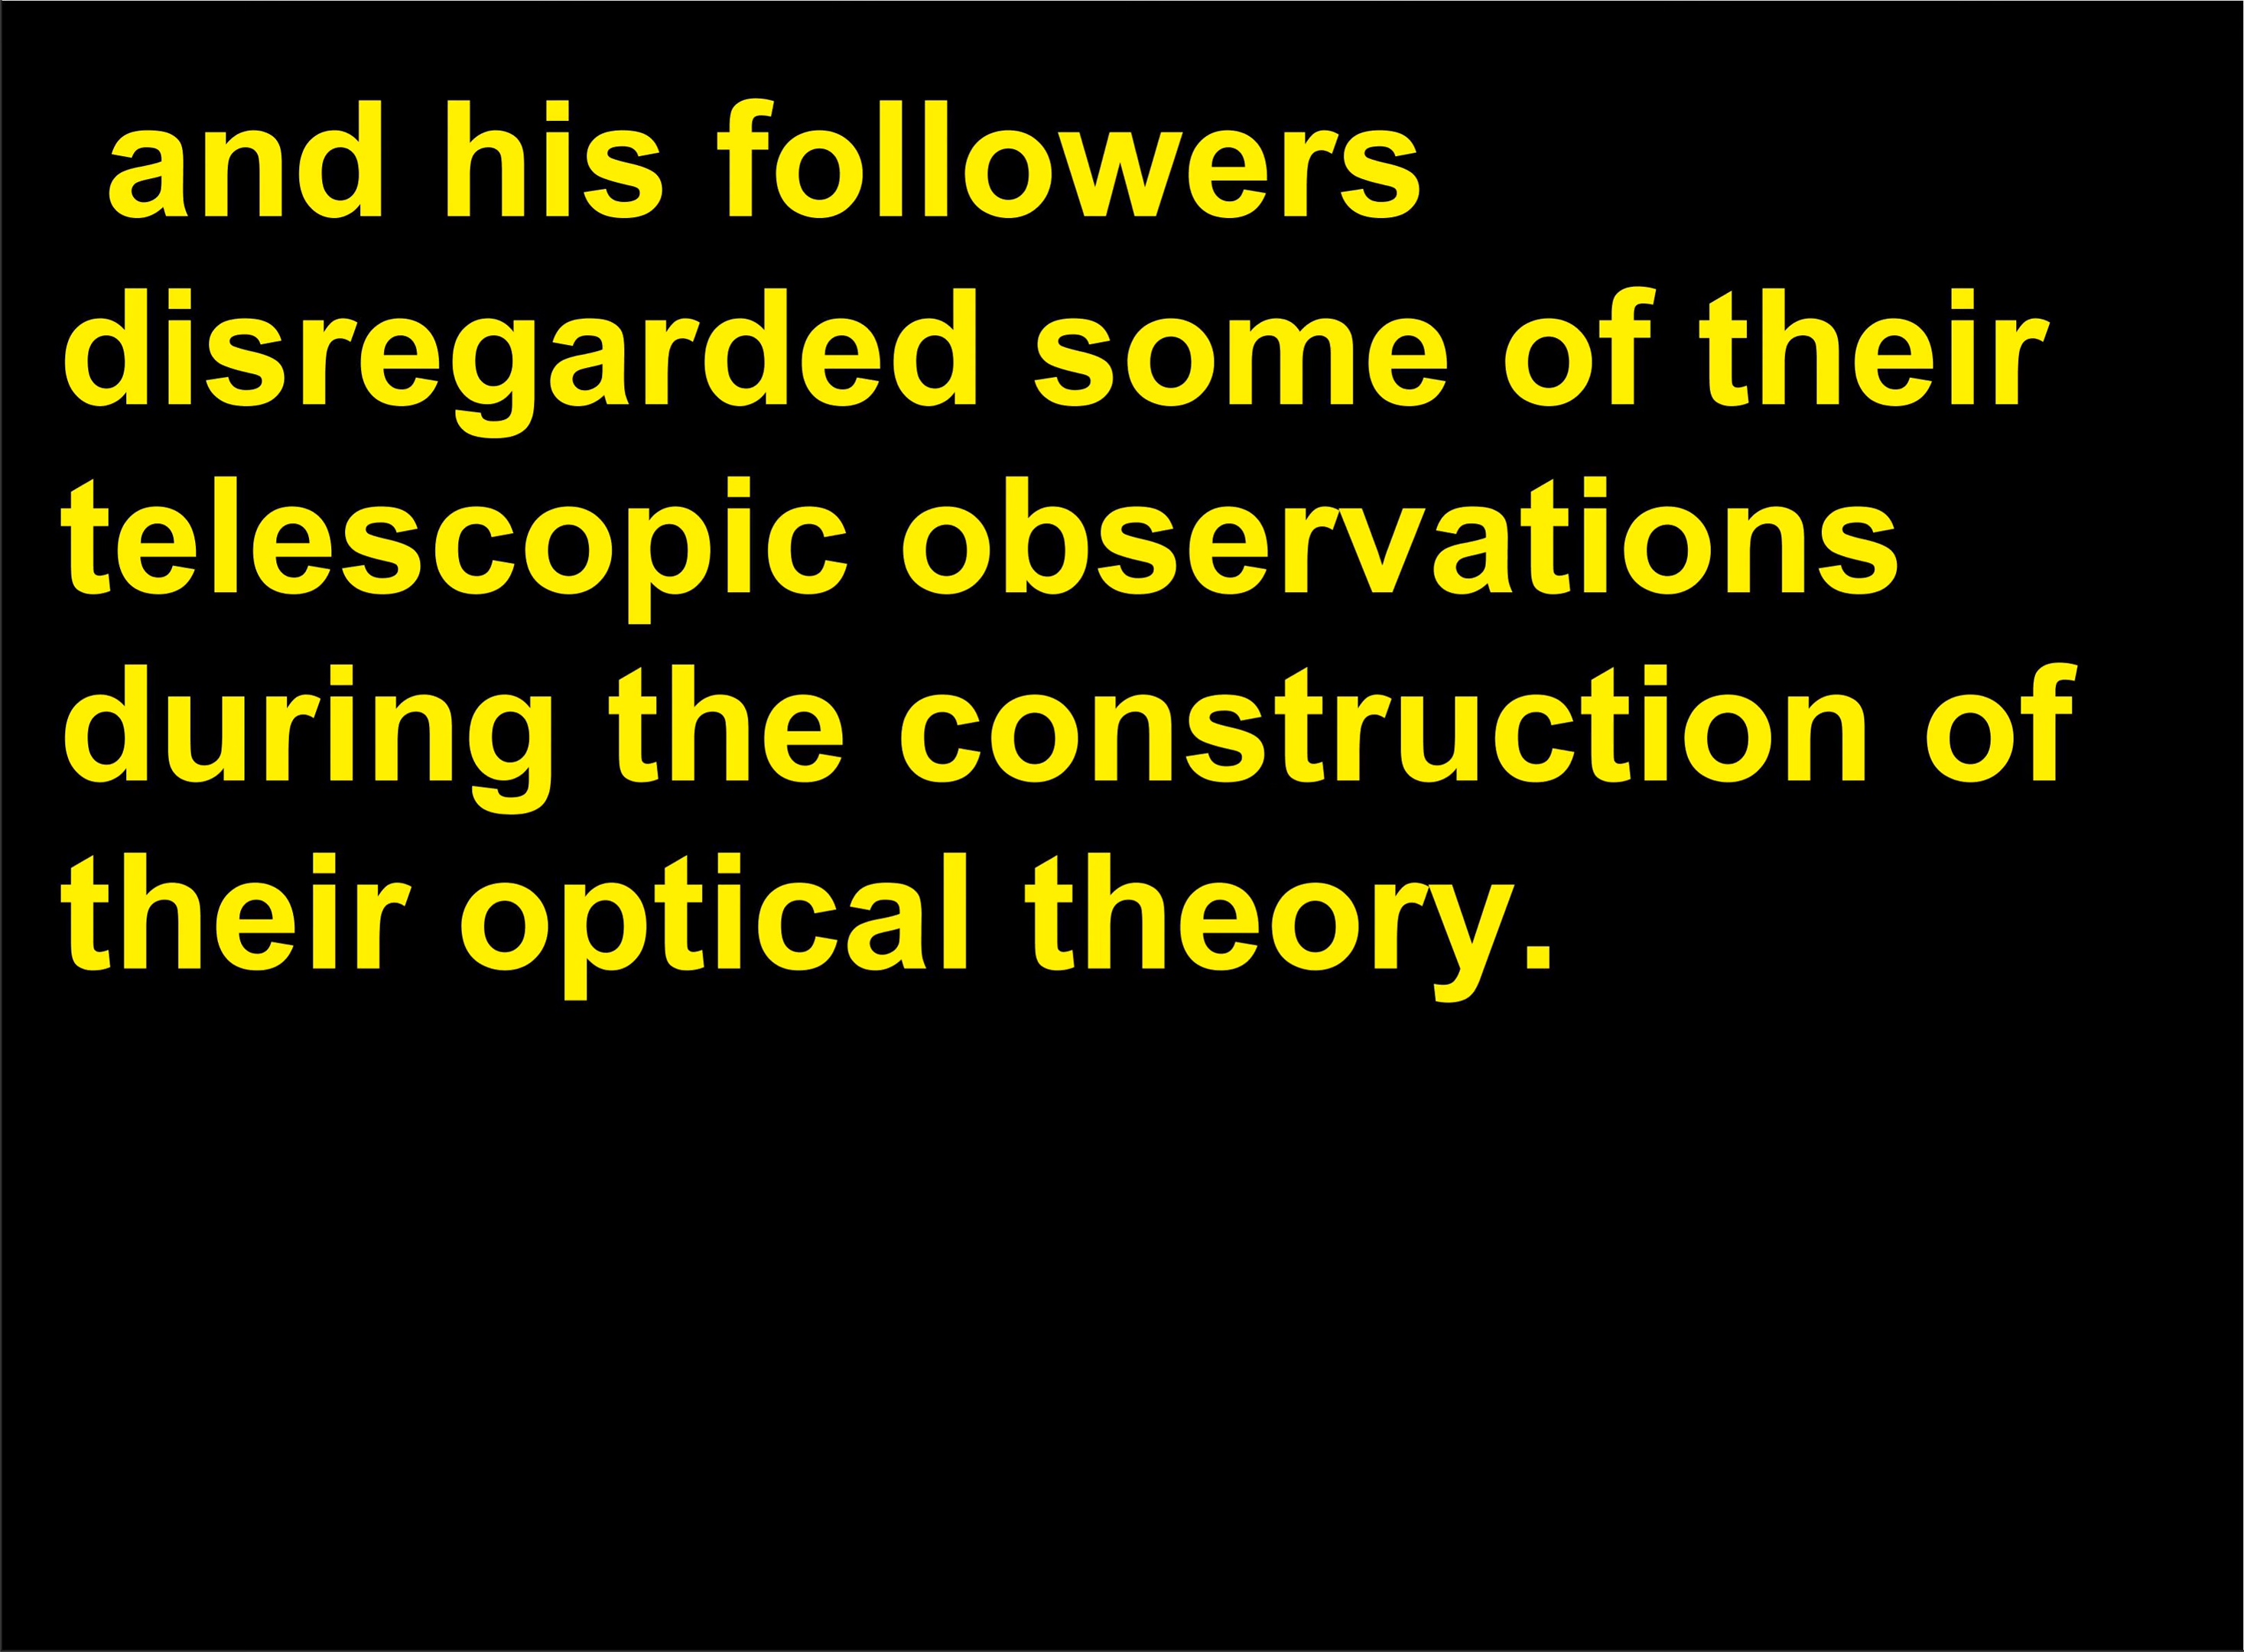 and his followers
disregarded some of their
telescopic observations
during the construction of
their optical theory.